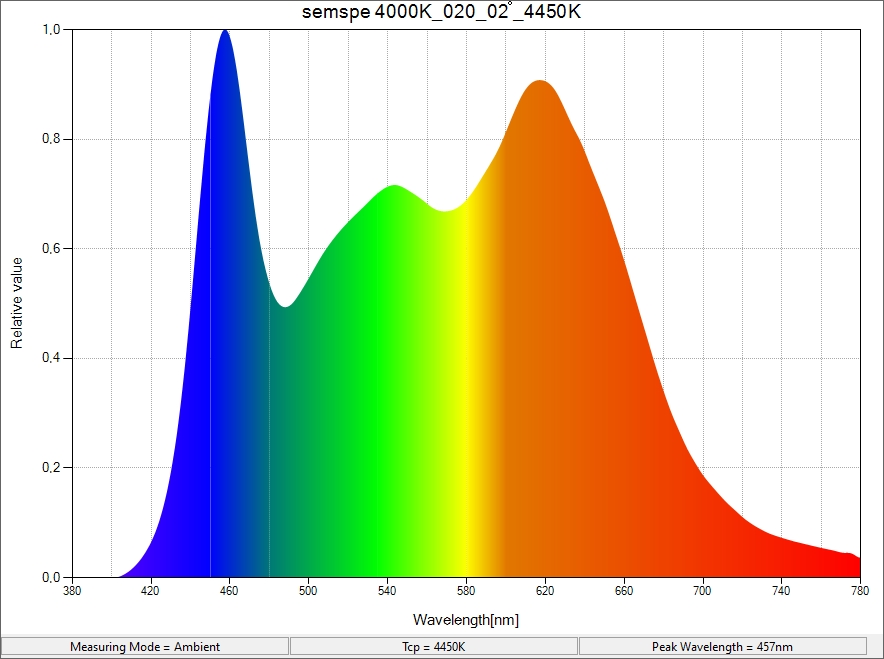 semspe 4000K_020_02°_4450K
1,0
0,8
0,6
0,4
0,2
0,0
Relative value
380 420 460 500 540 580 620 660 700 740 780
Wavelength[nm]
Measuring Mode = Ambient
Tcp = 4450K
Peak Wavelength = 457nm